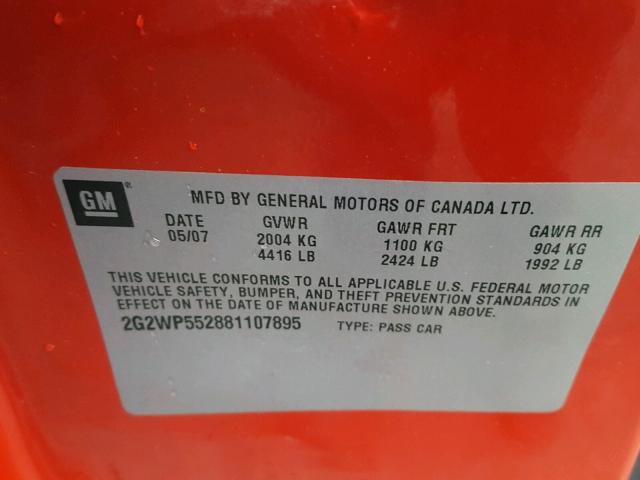 GM®
MFD BY GENERAL MOTORS OF CANADA LTD.
DATE GVWR GAWR FRT GAWR RR
05/07 2004 KG 1100 KG 904 KG
4416 LB 2424 LB 1992 LB
THIS VEHICLE CONFORMS TO ALL APPLICABLE U.S. FEDERAL MOTOR
VEHICLE SAFETY, BUMPER, AND THEFT PREVENTION STANDARDS IN
EFFECT ON THE DATE OF MANUFACTURE SHOWN ABOVE.
2G2WP552881107895 TYPE: PASS CAR